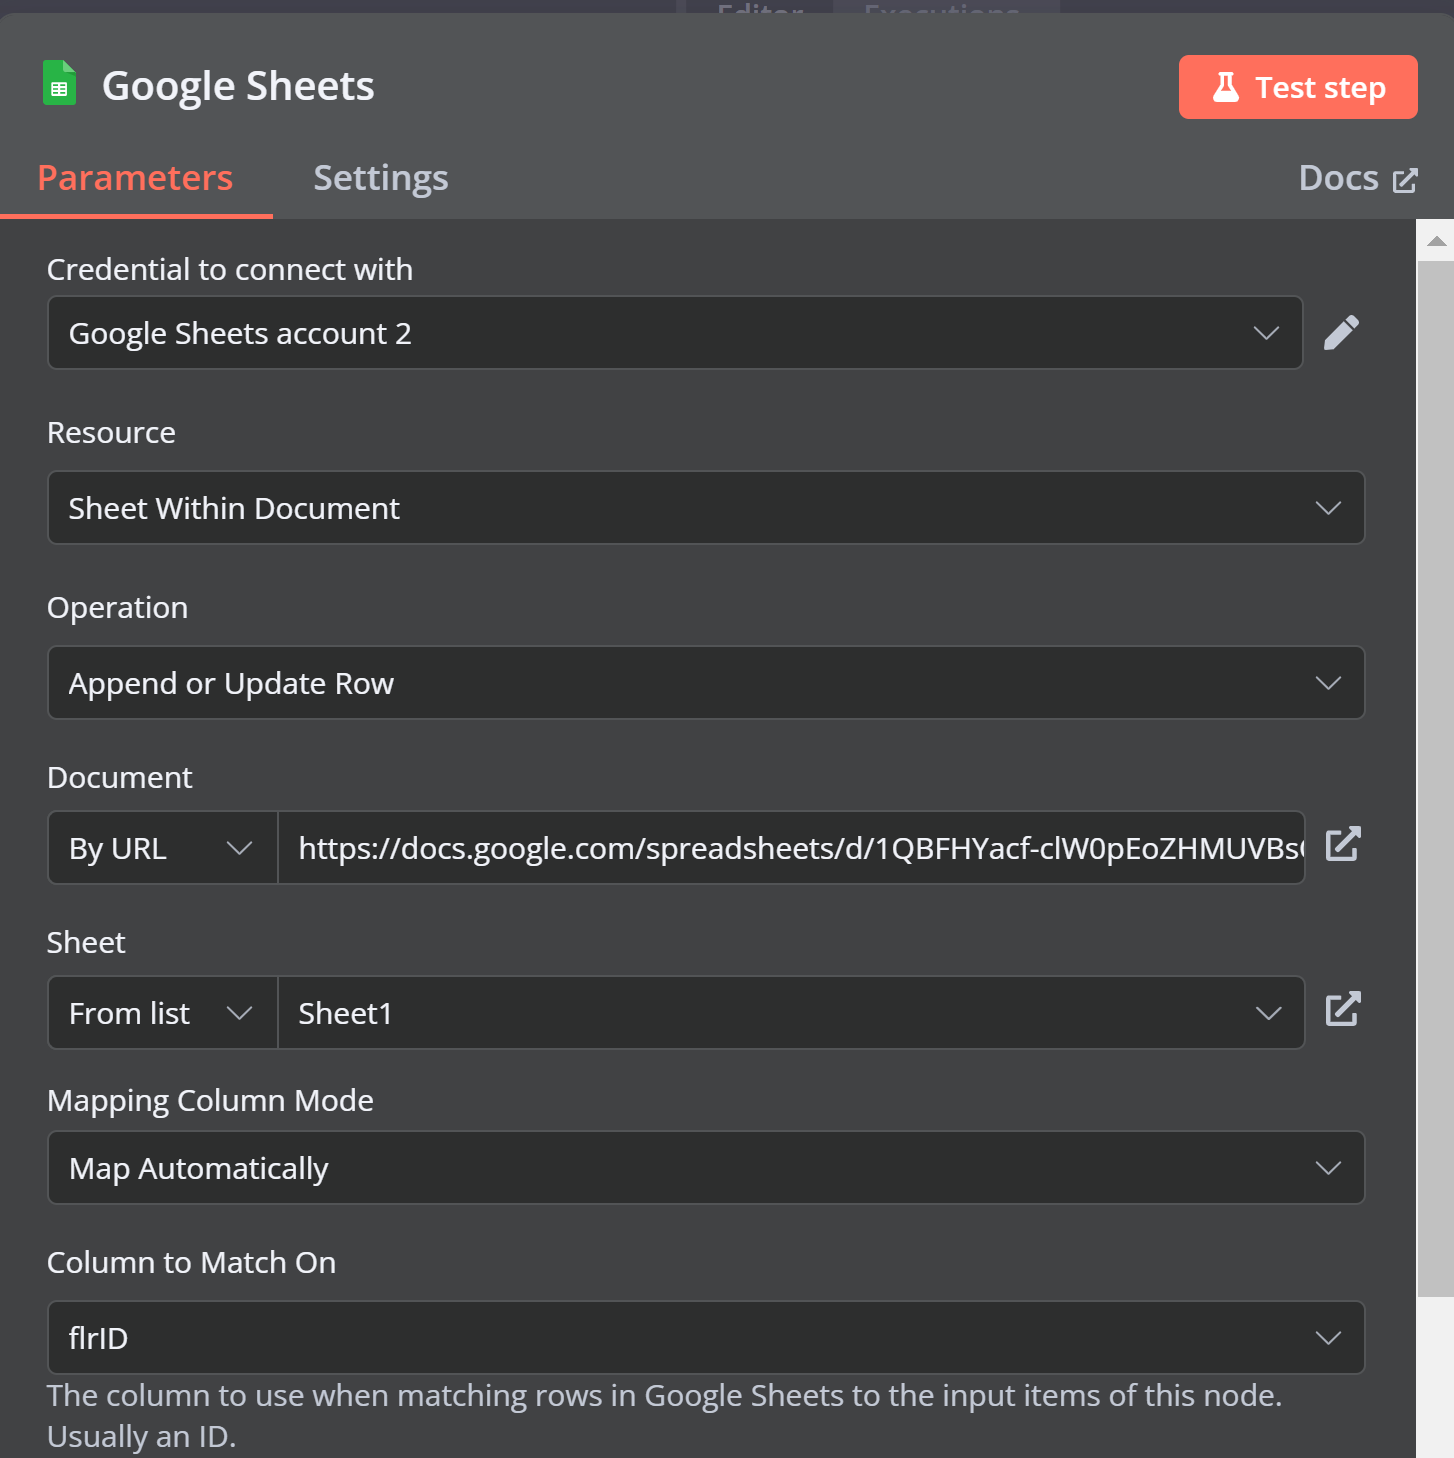 Editor Executions
Google Sheets
Test step
Parameters Settings Docs
Credential to connect with
Google Sheets account 2
Resource
Sheet Within Document
Operation
Append or Update Row
Document
By URL https://docs.google.com/spreadsheets/d/1QBFHYacf-clW0pEoZHMUVBs
Sheet
From list Sheet1
Mapping Column Mode
Map Automatically
Column to Match On
flrID
The column to use when matching rows in Google Sheets to the input items of this node.
Usually an ID.